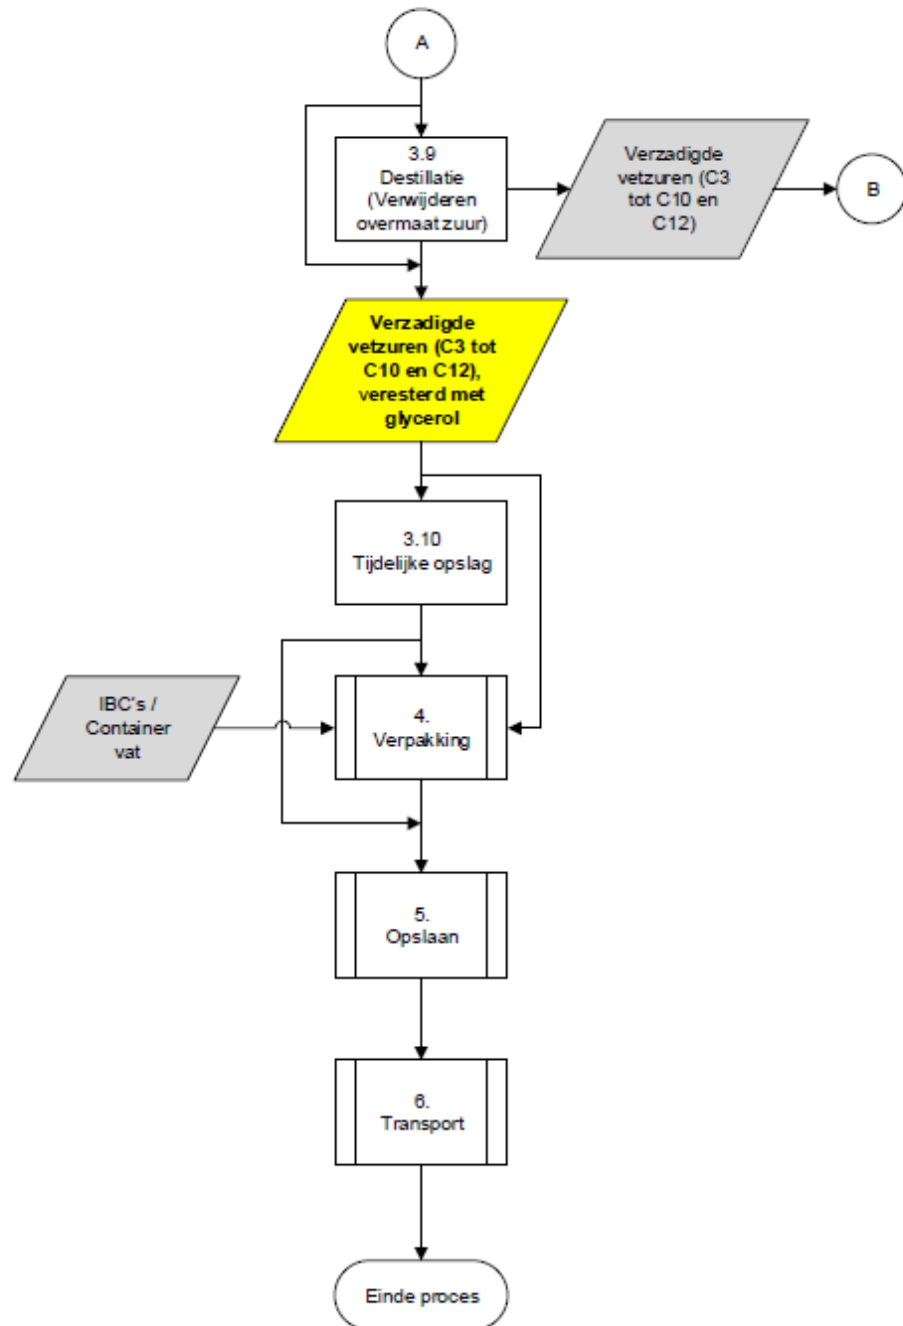 A
3.9
Destillatie
(Verwijderen
overmaat zuur)
Verzadigde
vetzuren (C3
tot C10 en
C12)
B
Verzadigde
vetzuren (C3 tot
C10 en C12),
veresterd met
glycerol
3.10
Tijdelijke opslag
IBC's /
Container
vat
4.
Verpakking
5.
Opslaan
6.
Transport
Einde proces